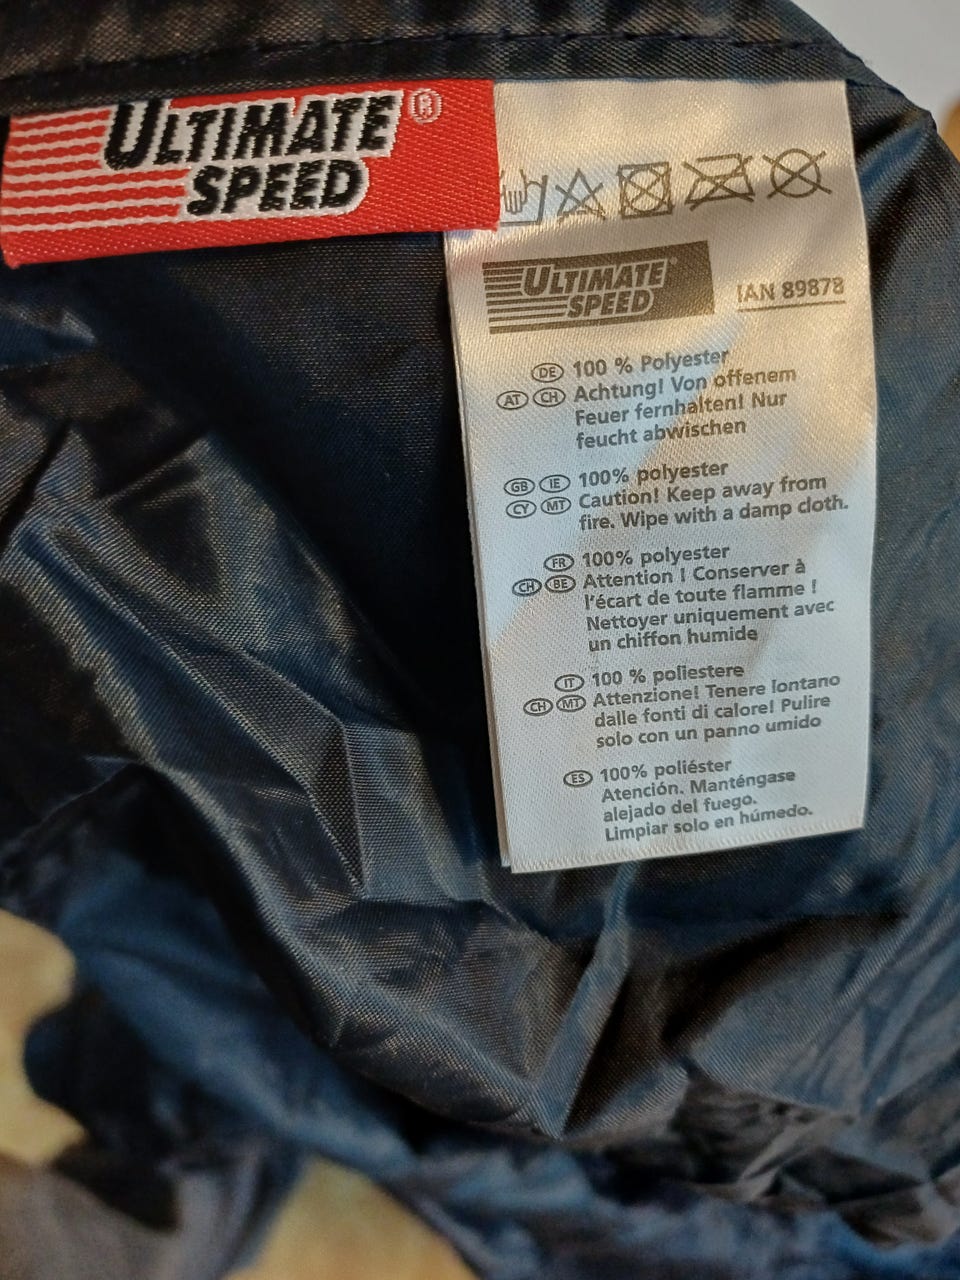 ULTIMATE®
SPEED
ULTIMATE®
SPEED
IAN 89878
DE 100 % Polyester
AT CH Achtung! Von offenem
Feuer fernhalten! Nur
feucht abwischen
GB IE 100% polyester
CY MT Caution! Keep away from
fire. Wipe with a damp cloth.
FR 100% polyester
CH BE Attention ! Conserver à
l'écart de toute flamme !
Nettoyer uniquement avec
un chiffon humide
IT 100 % poliestere
CH MT Attenzione! Tenere lontano
dalle fonti di calore! Pulire
solo con un panno umido
ES 100% poliéster
Atención. Manténgase
alejado del fuego.
Limpiar solo en húmedo.